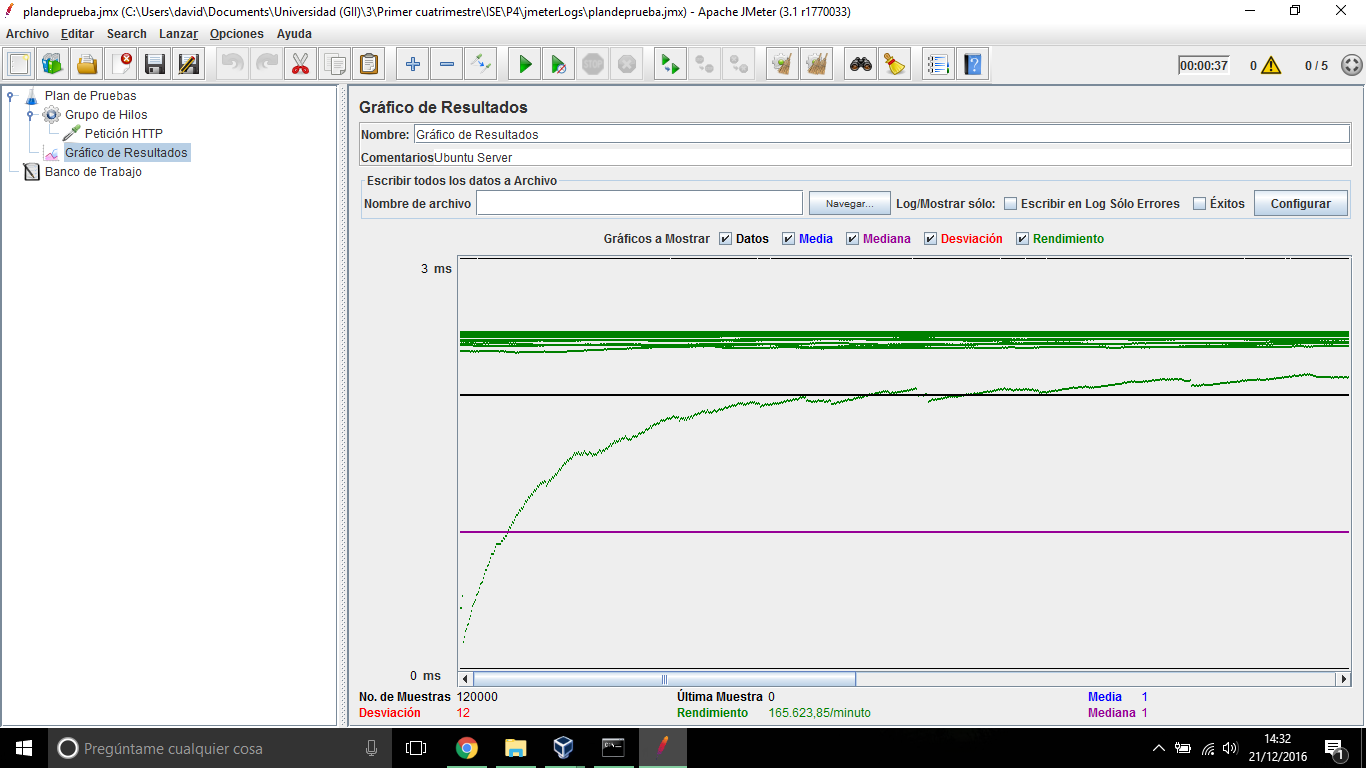 plandeprueba.jmx (C:\Users\david\Documents\Universidad (GII)\3\Primer cuatrimestre\ISE\P4\jmeterLogs\plandeprueba.jmx) - Apache JMeter (3.1 r1770033)
Archivo Editar Search Lanzar Opciones Ayuda
00:00:37 0 0 / 5
Plan de Pruebas
Grupo de Hilos
Petición HTTP
Gráfico de Resultados
Banco de Trabajo
Gráfico de Resultados
Nombre: Gráfico de Resultados
Comentarios Ubuntu Server
Escribir todos los datos a Archivo
Nombre de archivo Navegar... Log/Mostrar sólo: Escribir en Log Sólo Errores Éxitos Configurar
Gráficos a Mostrar Datos Media Mediana Desviación Rendimiento
3 ms
0 ms
No. de Muestras 120000 Última Muestra 0 Media 1
Desviación 12 Rendimiento 165.623,85/minuto Mediana 1
Pregúntame cualquier cosa
14:32
21/12/2016
1